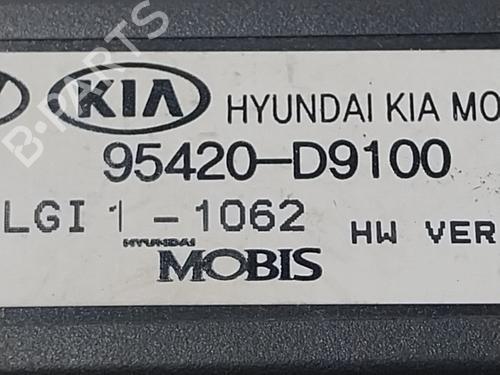 KIA HYUNDAI KIA MO
95420-D9100
LGI 1 -1062 HW VER
HYUNDAI
MOBIS
B-PARTS